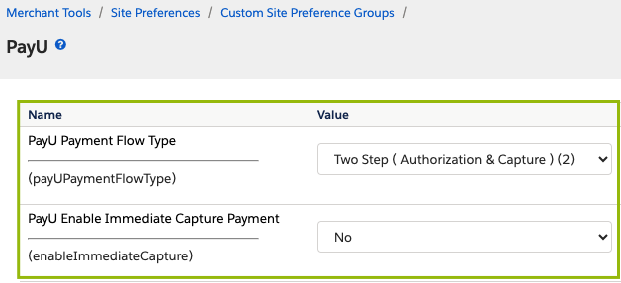 Merchant Tools / Site Preferences / Custom Site Preference Groups /
PayU ?
Name Value
PayU Payment Flow Type
Two Step ( Authorization & Capture ) (2)
(payUPaymentFlowType)
PayU Enable Immediate Capture Payment
No
(enableImmediateCapture)